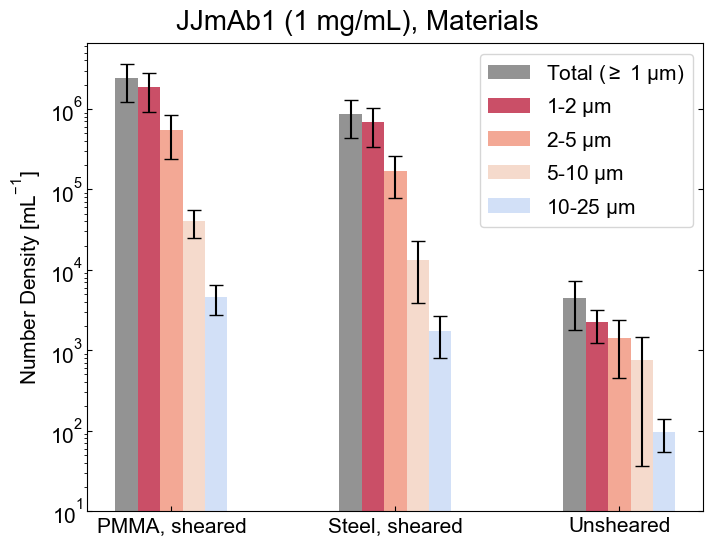 JJmAb1 (1 mg/mL), Materials
Number Density [mL⁻¹]
10⁶
10⁵
10⁴
10³
10²
10¹
Total (≥ 1 µm)
1-2 µm
2-5 µm
5-10 µm
10-25 µm
PMMA, sheared
Steel, sheared
Unsheared